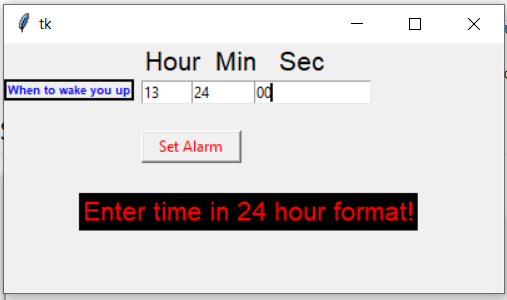 tk
Hour Min Sec
When to wake you up 13 24 00
Set Alarm
Enter time in 24 hour format!